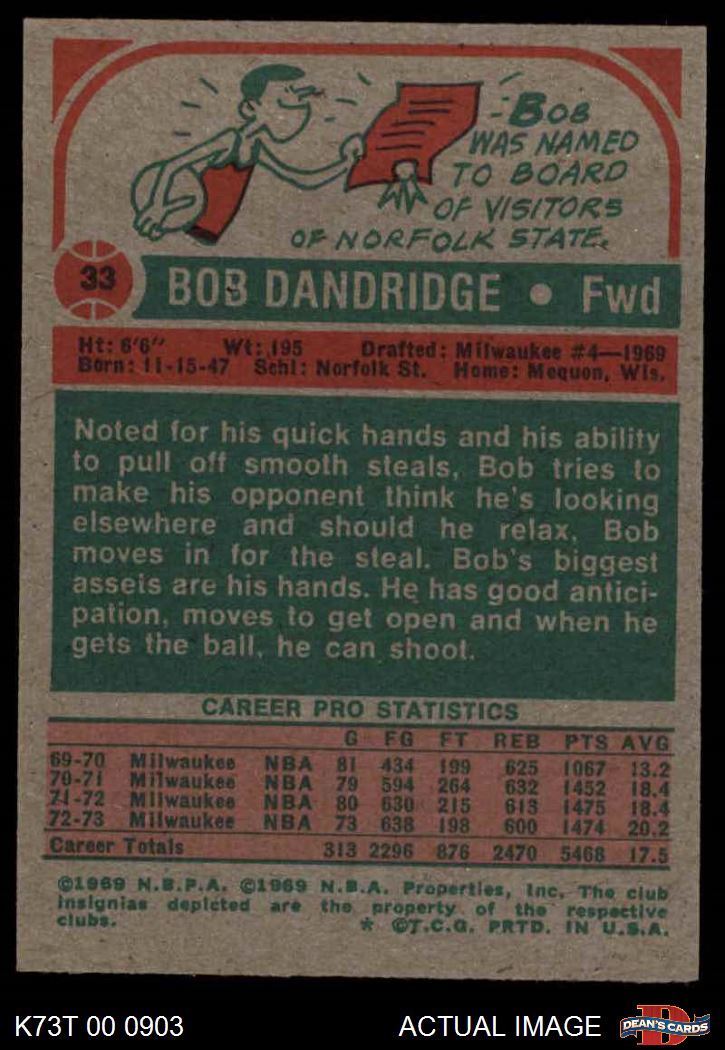 BOB
WAS NAMED
TO BOARD
OF VISITORS
OF NORFOLK STATE.
33 BOB DANDRIDGE • Fwd
Ht: 6'6" Wt: 195 Drafted: Milwaukee #4—1969
Born: 11-15-47 Schl: Norfolk St. Home: Mequon, Wis.
Noted for his quick hands and his ability
to pull off smooth steals, Bob tries to
make his opponent think he's looking
elsewhere and should he relax, Bob
moves in for the steal. Bob's biggest
assets are his hands. He has good antici-
pation, moves to get open and when he
gets the ball, he can shoot.
CAREER PRO STATISTICS
G FG FT REB PTS AVG
69-70 Milwaukee NBA 81 434 199 625 1067 13.2
70-71 Milwaukee NBA 79 594 264 632 1452 18.4
71-72 Milwaukee NBA 80 630 215 613 1475 18.4
72-73 Milwaukee NBA 73 638 198 600 1474 20.2
Career Totals 313 2296 876 2470 5468 17.5
©1969 N.B.P.A. ©1969 N.B.A. Properties, Inc. The club
insignias depicted are the property of the respective
clubs. * ©T.C.G. PRTD. IN U.S.A.
K73T 00 0903 ACTUAL IMAGE D DEAN'S CARDS